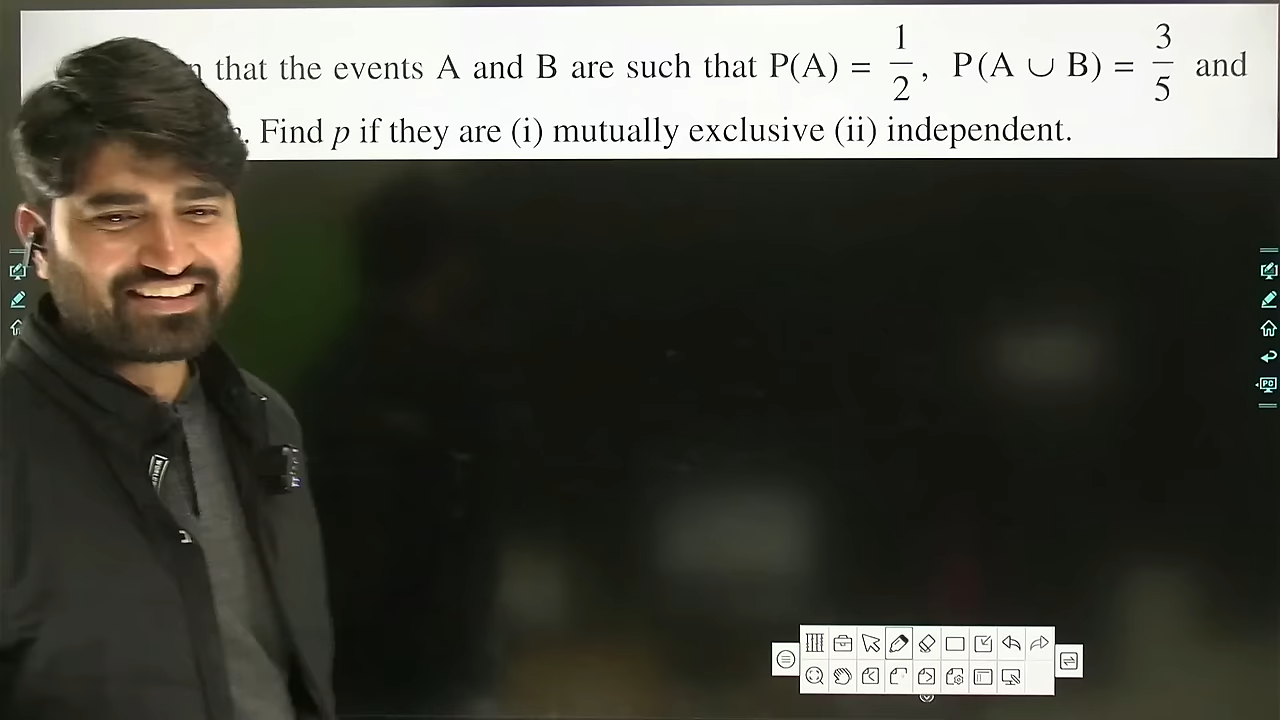 that the events A and B are such that P(A) = 1/2, P(A ∪ B) = 3/5 and
. Find p if they are (i) mutually exclusive (ii) independent.